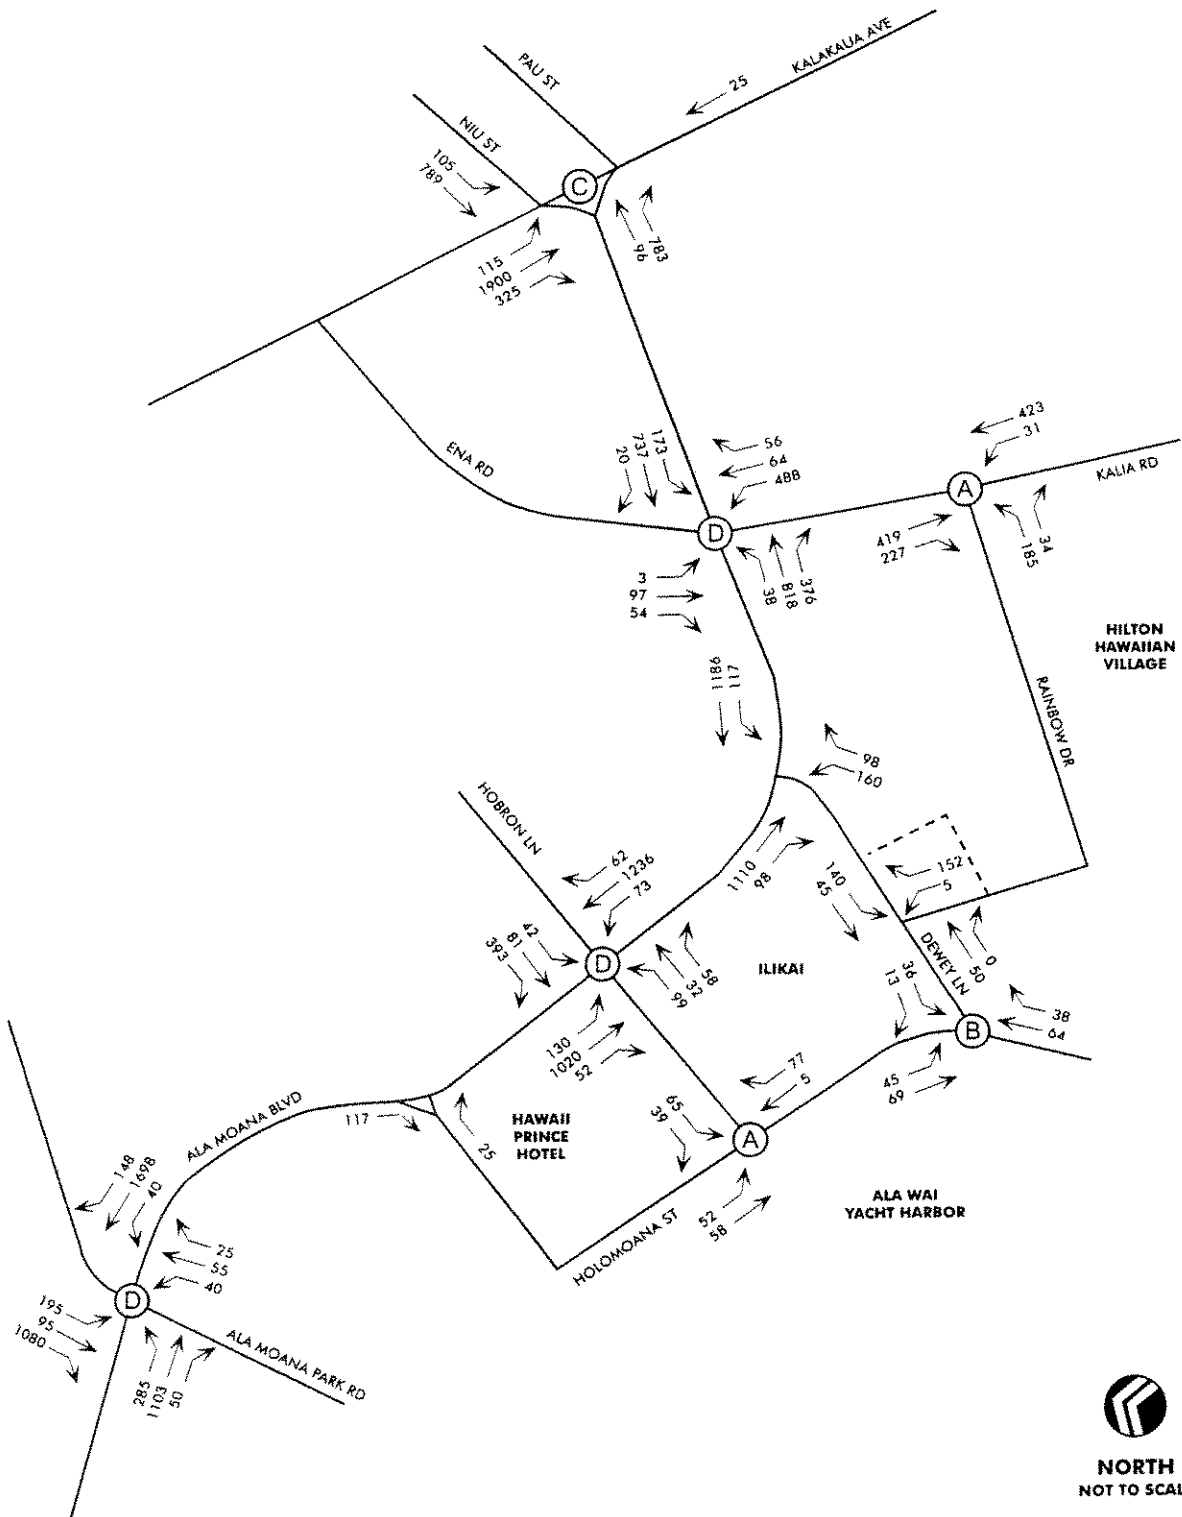 PAU ST
KALAKAUA AVE
25
NIU ST
105
789
C
115
1900
325
96
783
ENA RD
20
737
173
56
64
488
423
31
A
KALIA RD
D
419
227
34
185
3
97
54
38
818
376
HILTON
HAWAIIAN
VILLAGE
1186
117
RAINBOW DR
98
160
HOBRON LN
62
1236
73
1110
98
140
45
152
5
42
81
393
D
58
32
99
ILIKAI
DEWEY LN
0
50
36
13
38
64
B
130
1020
52
77
5
45
69
ALA MOANA BLVD
117
25
HAWAII
PRINCE
HOTEL
65
39
A
148
1698
40
52
58
ALA WAI
YACHT HARBOR
HOLOMOANA ST
25
55
40
195
95
1080
D
ALA MOANA PARK RD
285
1103
50
NORTH
NOT TO SCAL